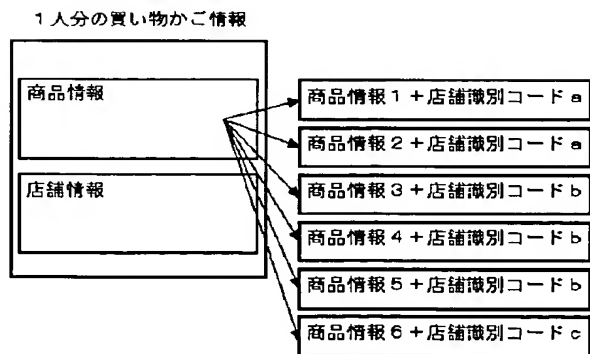 １人分の買い物かご情報
商品情報
店舗情報
商品情報１＋店舗識別コードａ
商品情報２＋店舗識別コードａ
商品情報３＋店舗識別コードｂ
商品情報４＋店舗識別コードｂ
商品情報５＋店舗識別コードｂ
商品情報６＋店舗識別コードｃ